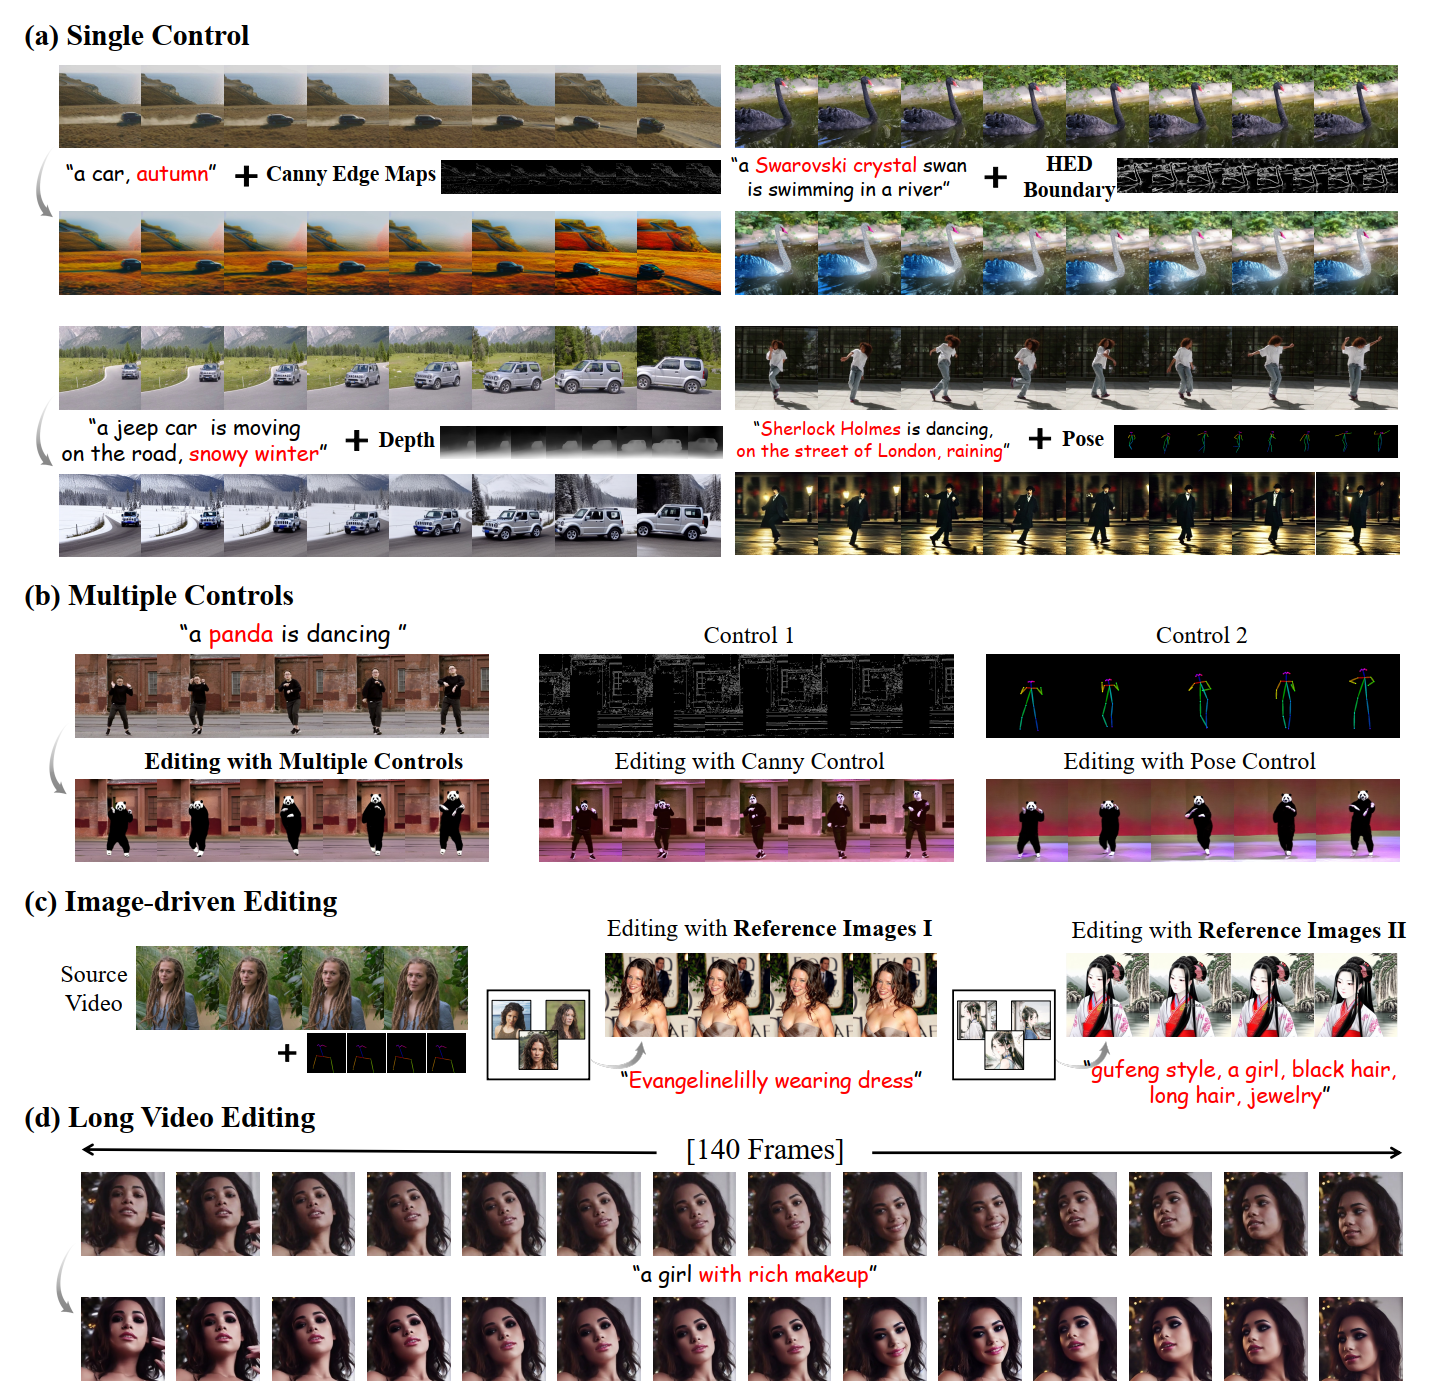 (a) Single Control
“a car, autumn”
+ Canny Edge Maps
“a Swarovski crystal swan
is swimming in a river”
+ HED
Boundary
“a jeep car is moving
on the road, snowy winter”
+ Depth
“Sherlock Holmes is dancing,
on the street of London, raining”
+ Pose
(b) Multiple Controls
“a panda is dancing ”
Control 1
Control 2
Editing with Multiple Controls
Editing with Canny Control
Editing with Pose Control
(c) Image-driven Editing
Source
Video
+
Editing with Reference Images I
“Evangelinelilly wearing dress”
Editing with Reference Images II
“gufeng style, a girl, black hair,
long hair, jewelry”
(d) Long Video Editing
[140 Frames]
“a girl with rich makeup”